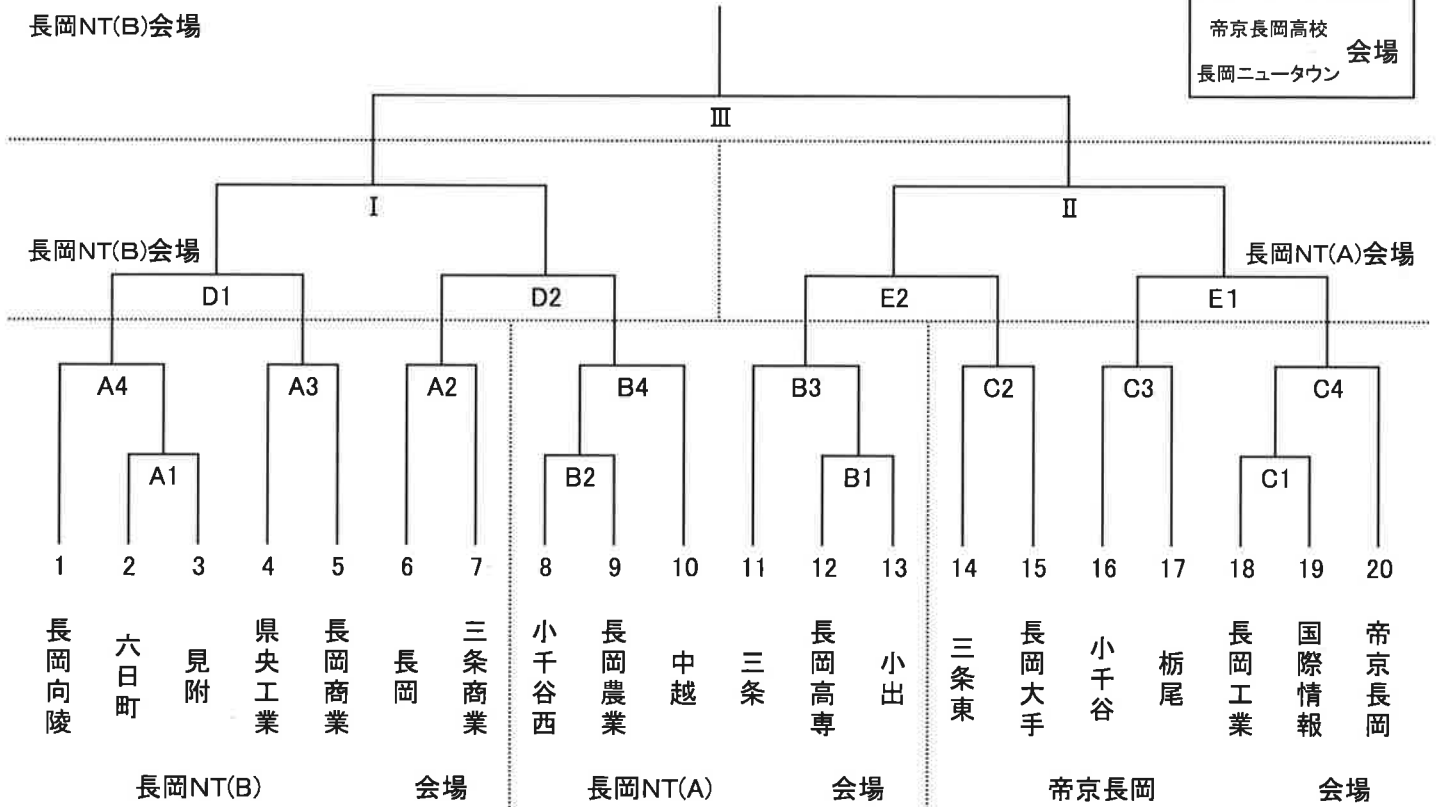 長岡NT(B)会場
帝京長岡高校
会場
長岡ニュータウン
Ⅲ
Ⅰ
Ⅱ
長岡NT(B)会場
長岡NT(A)会場
D1
D2
E2
E1
A4
A3
A2
B4
B3
C2
C3
C4
A1
B2
B1
C1
1
2
3
4
5
6
7
8
9
10
11
12
13
14
15
16
17
18
19
20
長岡向陵
六日町
見附
県央工業
長岡商業
長岡
三条商業
小千谷西
長岡農業
中越
三条
長岡高専
小出
三条東
長岡大手
小千谷
栃尾
長岡工業
国際情報
帝京長岡
長岡NT(B) 会場
長岡NT(A) 会場
帝京長岡 会場